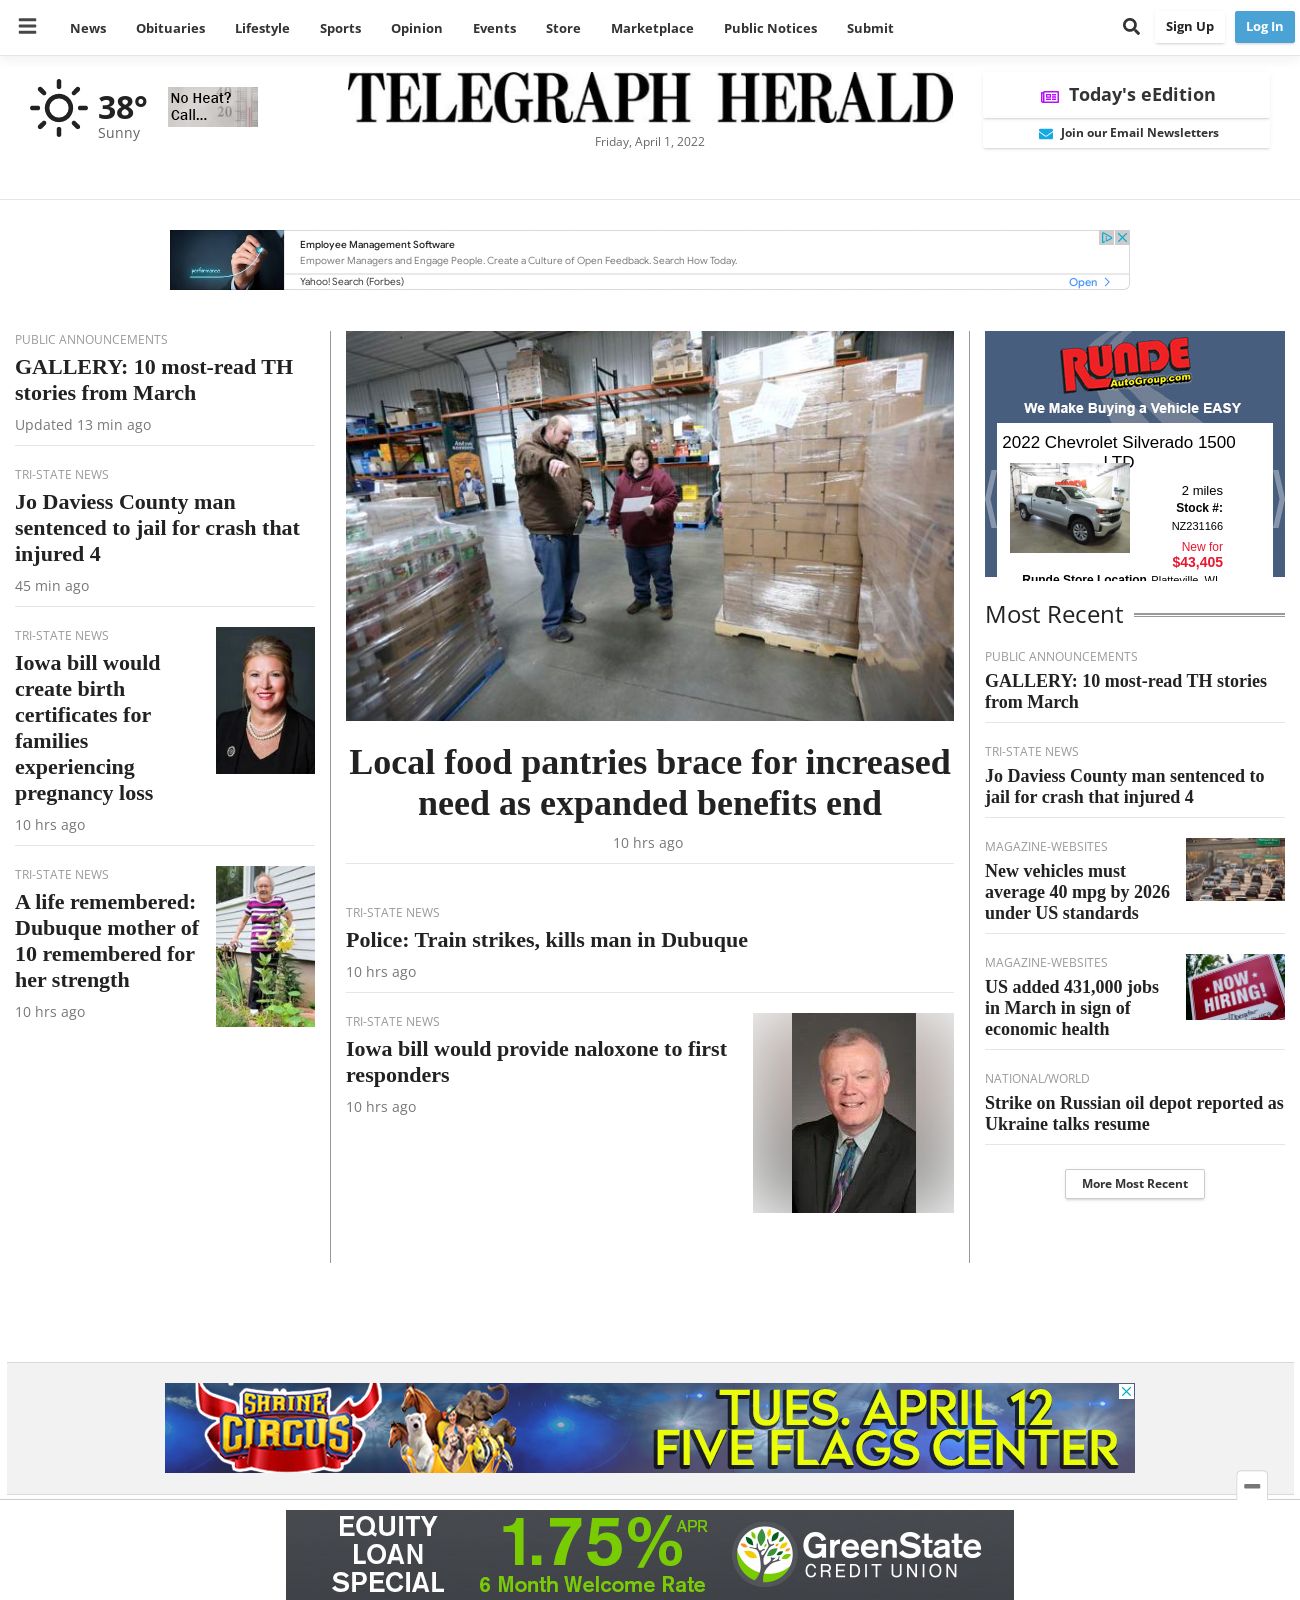 News Obituaries Lifestyle Sports Opinion Events Store Marketplace Public Notices Submit Sign Up Log In
38°
Sunny
No Heat?
Call...
TELEGRAPH HERALD
Friday, April 1, 2022
Today's eEdition
Join our Email Newsletters
performance
Employee Management Software
Empower Managers and Engage People. Create a Culture of Open Feedback. Search How Today.
Yahoo! Search (Forbes)
Open
PUBLIC ANNOUNCEMENTS
GALLERY: 10 most-read TH
stories from March
Updated 13 min ago
TRI-STATE NEWS
Jo Daviess County man
sentenced to jail for crash that
injured 4
45 min ago
TRI-STATE NEWS
Iowa bill would
create birth
certificates for
families
experiencing
pregnancy loss
10 hrs ago
TRI-STATE NEWS
A life remembered:
Dubuque mother of
10 remembered for
her strength
10 hrs ago
Local food pantries brace for increased
need as expanded benefits end
10 hrs ago
TRI-STATE NEWS
Police: Train strikes, kills man in Dubuque
10 hrs ago
TRI-STATE NEWS
Iowa bill would provide naloxone to first
responders
10 hrs ago
RUNDE
AutoGroup.com
We Make Buying a Vehicle EASY
2022 Chevrolet Silverado 1500
LTD
2 miles
Stock #:
NZ231166
New for
$43,405
Runde Store Location Platteville, WI
Most Recent
PUBLIC ANNOUNCEMENTS
GALLERY: 10 most-read TH stories
from March
TRI-STATE NEWS
Jo Daviess County man sentenced to
jail for crash that injured 4
MAGAZINE-WEBSITES
New vehicles must
average 40 mpg by 2026
under US standards
MAGAZINE-WEBSITES
US added 431,000 jobs
in March in sign of
economic health
NOW
HIRING!
NATIONAL/WORLD
Strike on Russian oil depot reported as
Ukraine talks resume
More Most Recent
SHRINE
CIRCUS
TUES. APRIL 12
FIVE FLAGS CENTER
EQUITY
LOAN
SPECIAL
1.75% APR
6 Month Welcome Rate
GreenState
CREDIT UNION